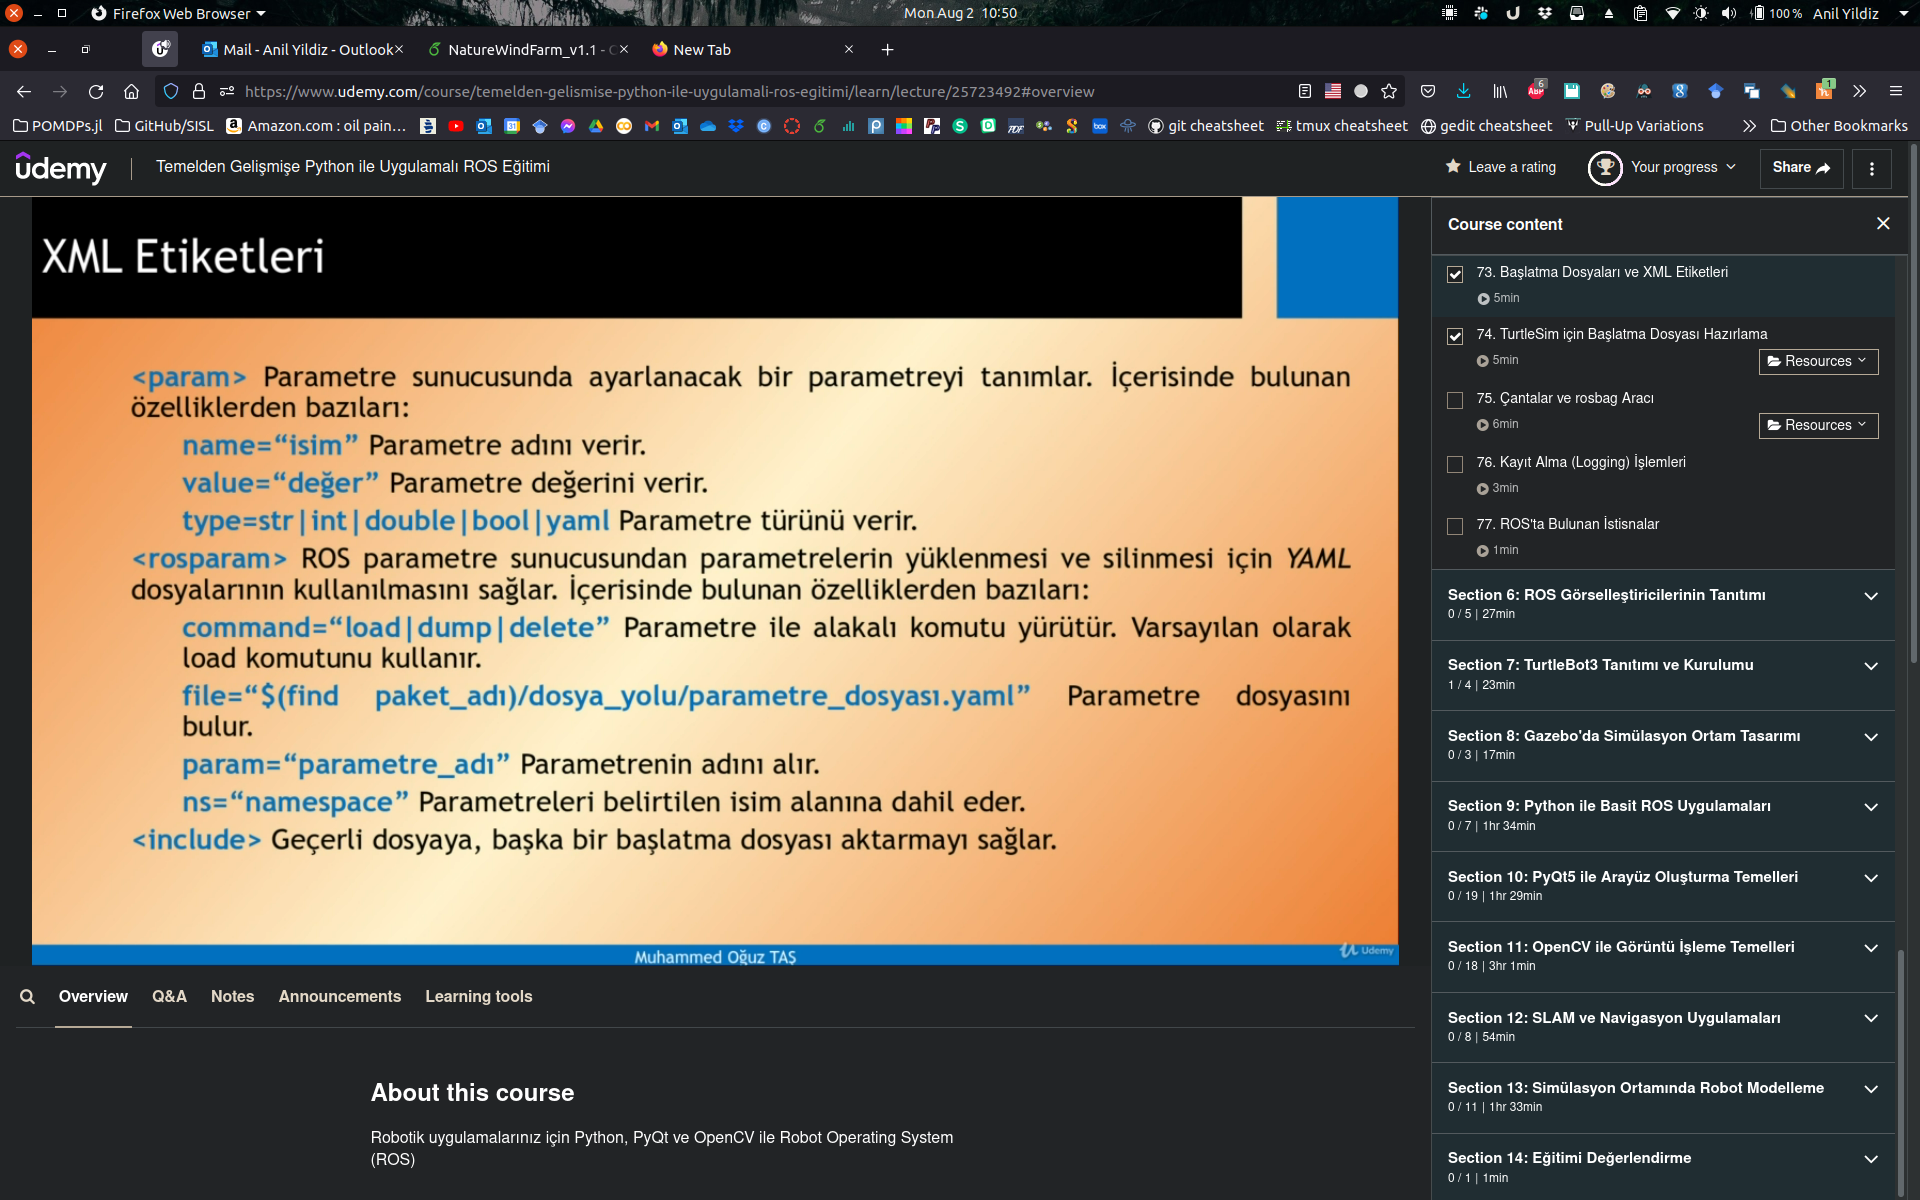 Firefox Web Browser
Mon Aug 2 10:50
100 %
Anil Yildiz
Mail - Anil Yildiz - Outlook
NatureWindFarm_v1.1 -
New Tab
https://www.udemy.com/course/temelden-gelismise-python-ile-uygulamali-ros-egitimi/learn/lecture/25723492#overview
POMDPs.jl
GitHub/SISL
Amazon.com : oil pain...
git cheatsheet
tmux cheatsheet
gedit cheatsheet
Pull-Up Variations
Other Bookmarks
udemy
Temelden Gelişmişe Python ile Uygulamalı ROS Eğitimi
Leave a rating
Your progress
Share
XML Etiketleri
<param> Parametre sunucusunda ayarlanacak bir parametreyi tanımlar. İçerisinde bulunan
özelliklerden bazıları:
name=“isim” Parametre adını verir.
value=“değer” Parametre değerini verir.
type=str|int|double|bool|yaml Parametre türünü verir.
<rosparam> ROS parametre sunucusundan parametrelerin yüklenmesi ve silinmesi için YAML
dosyalarının kullanılmasını sağlar. İçerisinde bulunan özelliklerden bazıları:
command=“load|dump|delete” Parametre ile alakalı komutu yürütür. Varsayılan olarak
load komutunu kullanır.
file=“$(find paket_adı)/dosya_yolu/parametre_dosyası.yaml” Parametre dosyasını
bulur.
param=“parametre_adı” Parametrenin adını alır.
ns=“namespace” Parametreleri belirtilen isim alanına dahil eder.
<include> Geçerli dosyaya, başka bir başlatma dosyası aktarmayı sağlar.
Muhammed Oğuz TAŞ
Udemy
Overview
Q&A
Notes
Announcements
Learning tools
About this course
Robotik uygulamalarınız için Python, PyQt ve OpenCV ile Robot Operating System
(ROS)
Course content
73. Başlatma Dosyaları ve XML Etiketleri
5min
74. TurtleSim için Başlatma Dosyası Hazırlama
5min
Resources
75. Çantalar ve rosbag Aracı
6min
Resources
76. Kayıt Alma (Logging) İşlemleri
3min
77. ROS'ta Bulunan İstisnalar
1min
Section 6: ROS Görselleştiricilerinin Tanıtımı
0 / 5 | 27min
Section 7: TurtleBot3 Tanıtımı ve Kurulumu
1 / 4 | 23min
Section 8: Gazebo'da Simülasyon Ortam Tasarımı
0 / 3 | 17min
Section 9: Python ile Basit ROS Uygulamaları
0 / 7 | 1hr 34min
Section 10: PyQt5 ile Arayüz Oluşturma Temelleri
0 / 19 | 1hr 29min
Section 11: OpenCV ile Görüntü İşleme Temelleri
0 / 18 | 3hr 1min
Section 12: SLAM ve Navigasyon Uygulamaları
0 / 8 | 54min
Section 13: Simülasyon Ortamında Robot Modelleme
0 / 11 | 1hr 33min
Section 14: Eğitimi Değerlendirme
0 / 1 | 1min